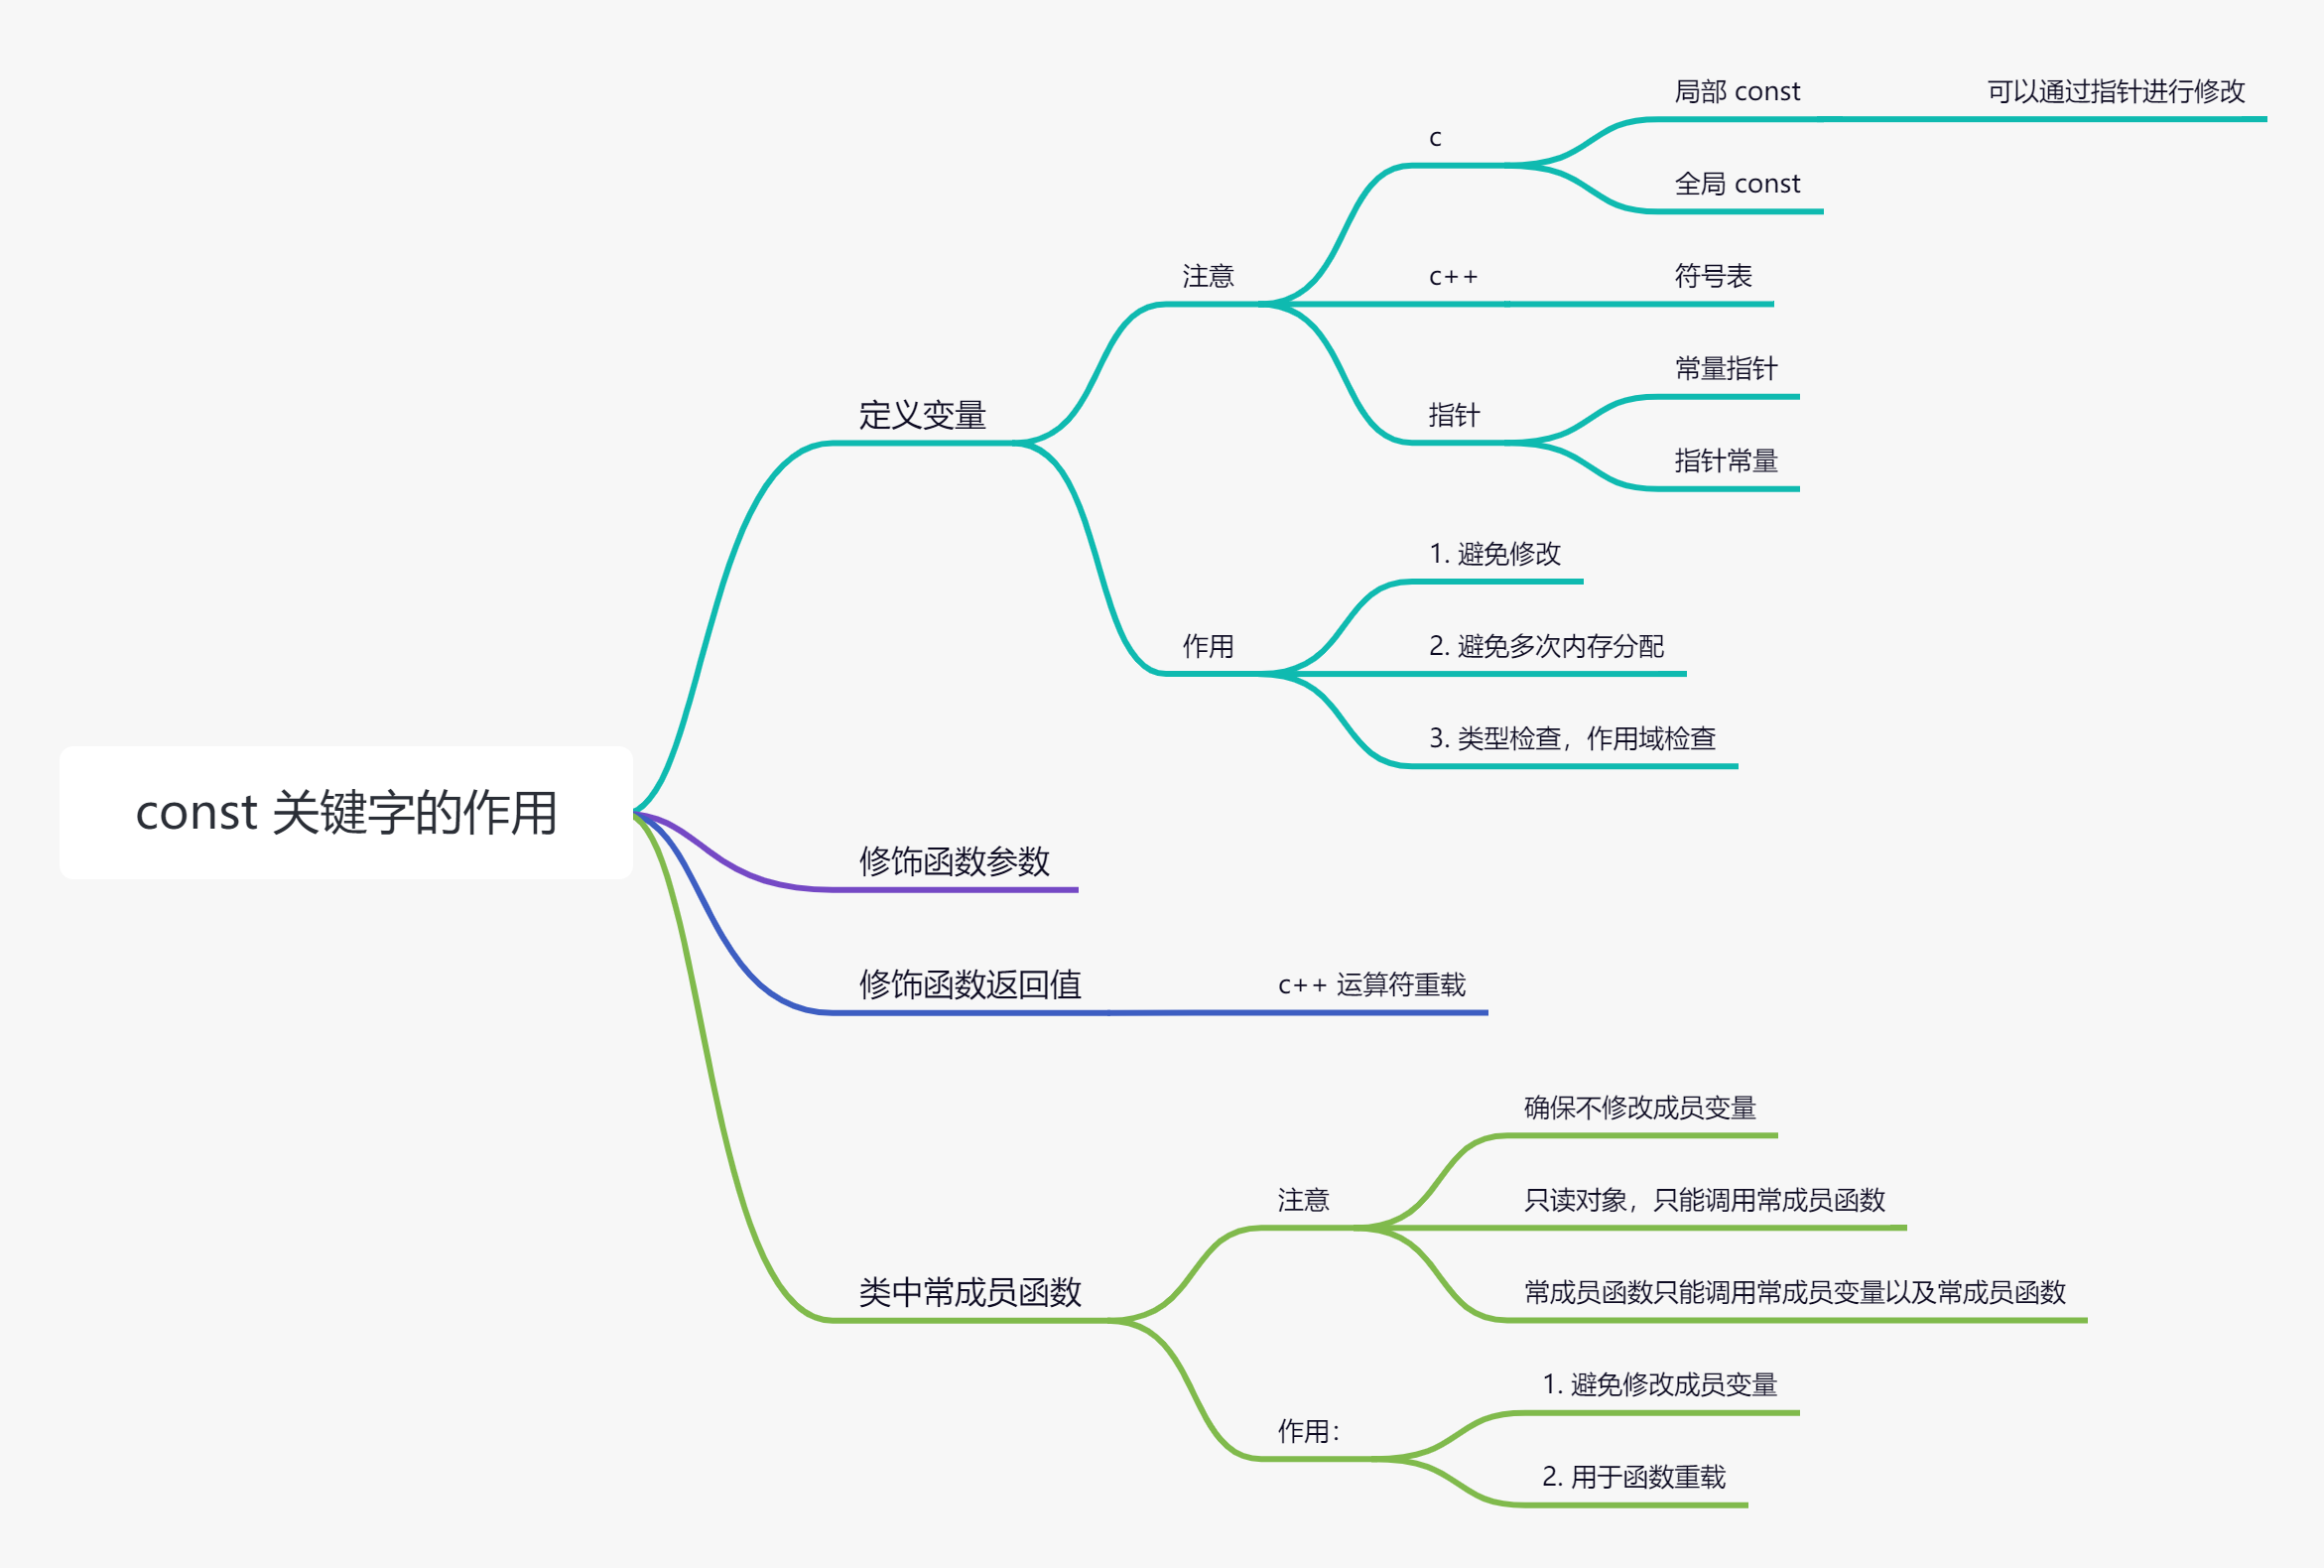 const 关键字的作用
定义变量
注意
c
局部 const
可以通过指针进行修改
全局 const
c++
符号表
指针
常量指针
指针常量
作用
1. 避免修改
2. 避免多次内存分配
3. 类型检查，作用域检查
修饰函数参数
修饰函数返回值
c++ 运算符重载
类中常成员函数
注意
确保不修改成员变量
只读对象，只能调用常成员函数
常成员函数只能调用常成员变量以及常成员函数
作用：
1. 避免修改成员变量
2. 用于函数重载